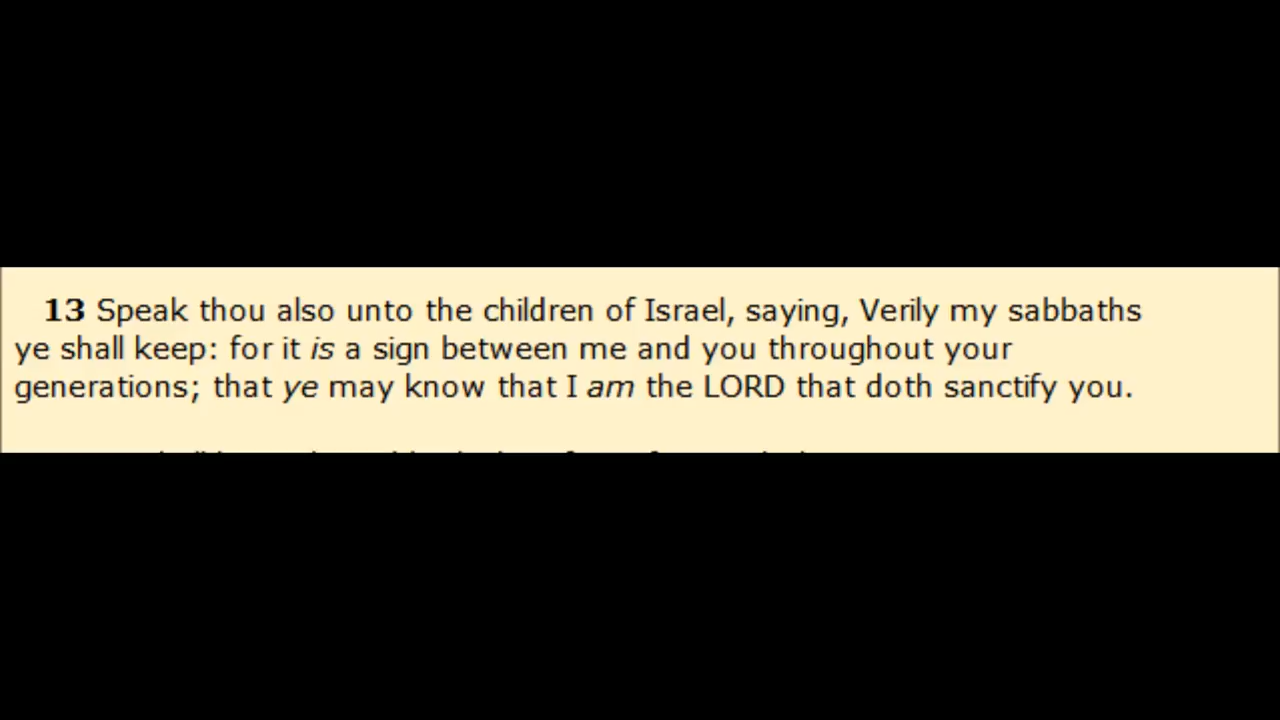 13 Speak thou also unto the children of Israel, saying, Verily my sabbaths
ye shall keep: for it is a sign between me and you throughout your
generations; that ye may know that I am the LORD that doth sanctify you.